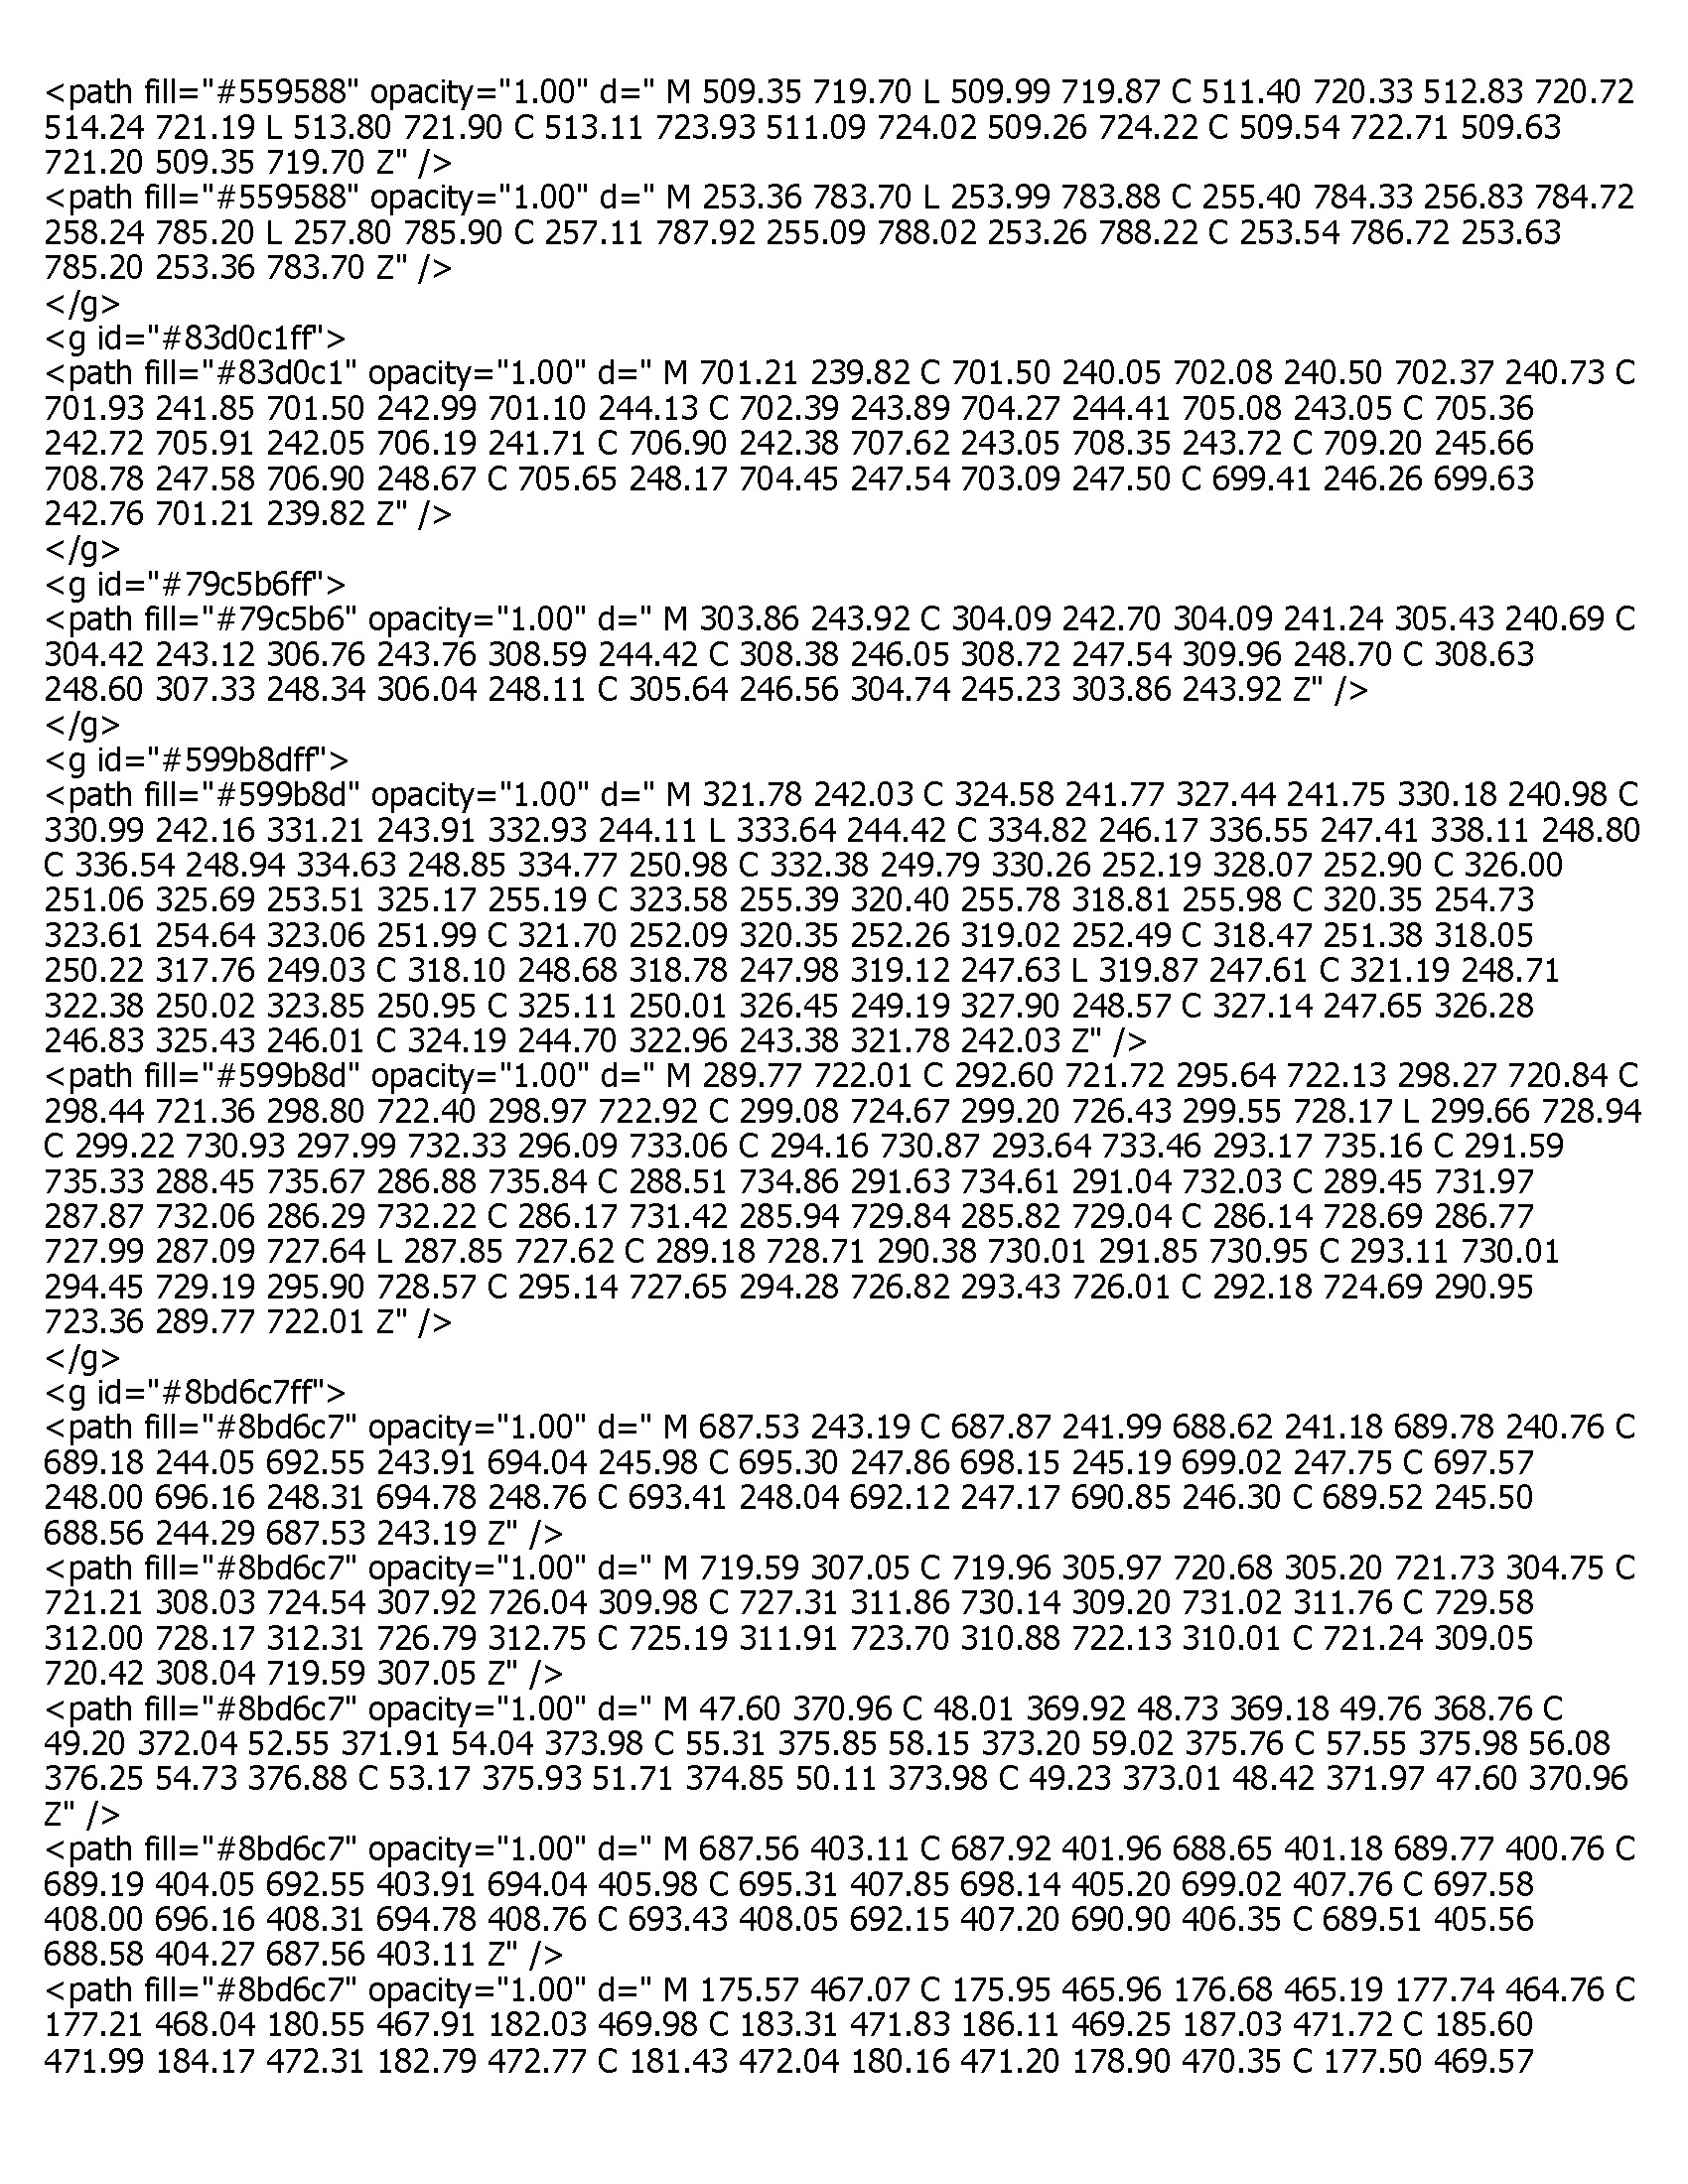 <path fill="#559588" opacity="1.00" d=" M 509.35 719.70 L 509.99 719.87 C 511.40 720.33 512.83 720.72
514.24 721.19 L 513.80 721.90 C 513.11 723.93 511.09 724.02 509.26 724.22 C 509.54 722.71 509.63
721.20 509.35 719.70 Z" />
<path fill="#559588" opacity="1.00" d=" M 253.36 783.70 L 253.99 783.88 C 255.40 784.33 256.83 784.72
258.24 785.20 L 257.80 785.90 C 257.11 787.92 255.09 788.02 253.26 788.22 C 253.54 786.72 253.63
785.20 253.36 783.70 Z" />
</g>
<g id="#83d0c1ff">
<path fill="#83d0c1" opacity="1.00" d=" M 701.21 239.82 C 701.50 240.05 702.08 240.50 702.37 240.73 C
701.93 241.85 701.50 242.99 701.10 244.13 C 702.39 243.89 704.27 244.41 705.08 243.05 C 705.36
242.72 705.91 242.05 706.19 241.71 C 706.90 242.38 707.62 243.05 708.35 243.72 C 709.20 245.66
708.78 247.58 706.90 248.67 C 705.65 248.17 704.45 247.54 703.09 247.50 C 699.41 246.26 699.63
242.76 701.21 239.82 Z" />
</g>
<g id="#79c5b6ff">
<path fill="#79c5b6" opacity="1.00" d=" M 303.86 243.92 C 304.09 242.70 304.09 241.24 305.43 240.69 C
304.42 243.12 306.76 243.76 308.59 244.42 C 308.38 246.05 308.72 247.54 309.96 248.70 C 308.63
248.60 307.33 248.34 306.04 248.11 C 305.64 246.56 304.74 245.23 303.86 243.92 Z" />
</g>
<g id="#599b8dff">
<path fill="#599b8d" opacity="1.00" d=" M 321.78 242.03 C 324.58 241.77 327.44 241.75 330.18 240.98 C
330.99 242.16 331.21 243.91 332.93 244.11 L 333.64 244.42 C 334.82 246.17 336.55 247.41 338.11 248.80
C 336.54 248.94 334.63 248.85 334.77 250.98 C 332.38 249.79 330.26 252.19 328.07 252.90 C 326.00
251.06 325.69 253.51 325.17 255.19 C 323.58 255.39 320.40 255.78 318.81 255.98 C 320.35 254.73
323.61 254.64 323.06 251.99 C 321.70 252.09 320.35 252.26 319.02 252.49 C 318.47 251.38 318.05
250.22 317.76 249.03 C 318.10 248.68 318.78 247.98 319.12 247.63 L 319.87 247.61 C 321.19 248.71
322.38 250.02 323.85 250.95 C 325.11 250.01 326.45 249.19 327.90 248.57 C 327.14 247.65 326.28
246.83 325.43 246.01 C 324.19 244.70 322.96 243.38 321.78 242.03 Z" />
<path fill="#599b8d" opacity="1.00" d=" M 289.77 722.01 C 292.60 721.72 295.64 722.13 298.27 720.84 C
298.44 721.36 298.80 722.40 298.97 722.92 C 299.08 724.67 299.20 726.43 299.55 728.17 L 299.66 728.94
C 299.22 730.93 297.99 732.33 296.09 733.06 C 294.16 730.87 293.64 733.46 293.17 735.16 C 291.59
735.33 288.45 735.67 286.88 735.84 C 288.51 734.86 291.63 734.61 291.04 732.03 C 289.45 731.97
287.87 732.06 286.29 732.22 C 286.17 731.42 285.94 729.84 285.82 729.04 C 286.14 728.69 286.77
727.99 287.09 727.64 L 287.85 727.62 C 289.18 728.71 290.38 730.01 291.85 730.95 C 293.11 730.01
294.45 729.19 295.90 728.57 C 295.14 727.65 294.28 726.82 293.43 726.01 C 292.18 724.69 290.95
723.36 289.77 722.01 Z" />
</g>
<g id="#8bd6c7ff">
<path fill="#8bd6c7" opacity="1.00" d=" M 687.53 243.19 C 687.87 241.99 688.62 241.18 689.78 240.76 C
689.18 244.05 692.55 243.91 694.04 245.98 C 695.30 247.86 698.15 245.19 699.02 247.75 C 697.57
248.00 696.16 248.31 694.78 248.76 C 693.41 248.04 692.12 247.17 690.85 246.30 C 689.52 245.50
688.56 244.29 687.53 243.19 Z" />
<path fill="#8bd6c7" opacity="1.00" d=" M 719.59 307.05 C 719.96 305.97 720.68 305.20 721.73 304.75 C
721.21 308.03 724.54 307.92 726.04 309.98 C 727.31 311.86 730.14 309.20 731.02 311.76 C 729.58
312.00 728.17 312.31 726.79 312.75 C 725.19 311.91 723.70 310.88 722.13 310.01 C 721.24 309.05
720.42 308.04 719.59 307.05 Z" />
<path fill="#8bd6c7" opacity="1.00" d=" M 47.60 370.96 C 48.01 369.92 48.73 369.18 49.76 368.76 C
49.20 372.04 52.55 371.91 54.04 373.98 C 55.31 375.85 58.15 373.20 59.02 375.76 C 57.55 375.98 56.08
376.25 54.73 376.88 C 53.17 375.93 51.71 374.85 50.11 373.98 C 49.23 373.01 48.42 371.97 47.60 370.96
Z" />
<path fill="#8bd6c7" opacity="1.00" d=" M 687.56 403.11 C 687.92 401.96 688.65 401.18 689.77 400.76 C
689.19 404.05 692.55 403.91 694.04 405.98 C 695.31 407.85 698.14 405.20 699.02 407.76 C 697.58
408.00 696.16 408.31 694.78 408.76 C 693.43 408.05 692.15 407.20 690.90 406.35 C 689.51 405.56
688.58 404.27 687.56 403.11 Z" />
<path fill="#8bd6c7" opacity="1.00" d=" M 175.57 467.07 C 175.95 465.96 176.68 465.19 177.74 464.76 C
177.21 468.04 180.55 467.91 182.03 469.98 C 183.31 471.83 186.11 469.25 187.03 471.72 C 185.60
471.99 184.17 472.31 182.79 472.77 C 181.43 472.04 180.16 471.20 178.90 470.35 C 177.50 469.57